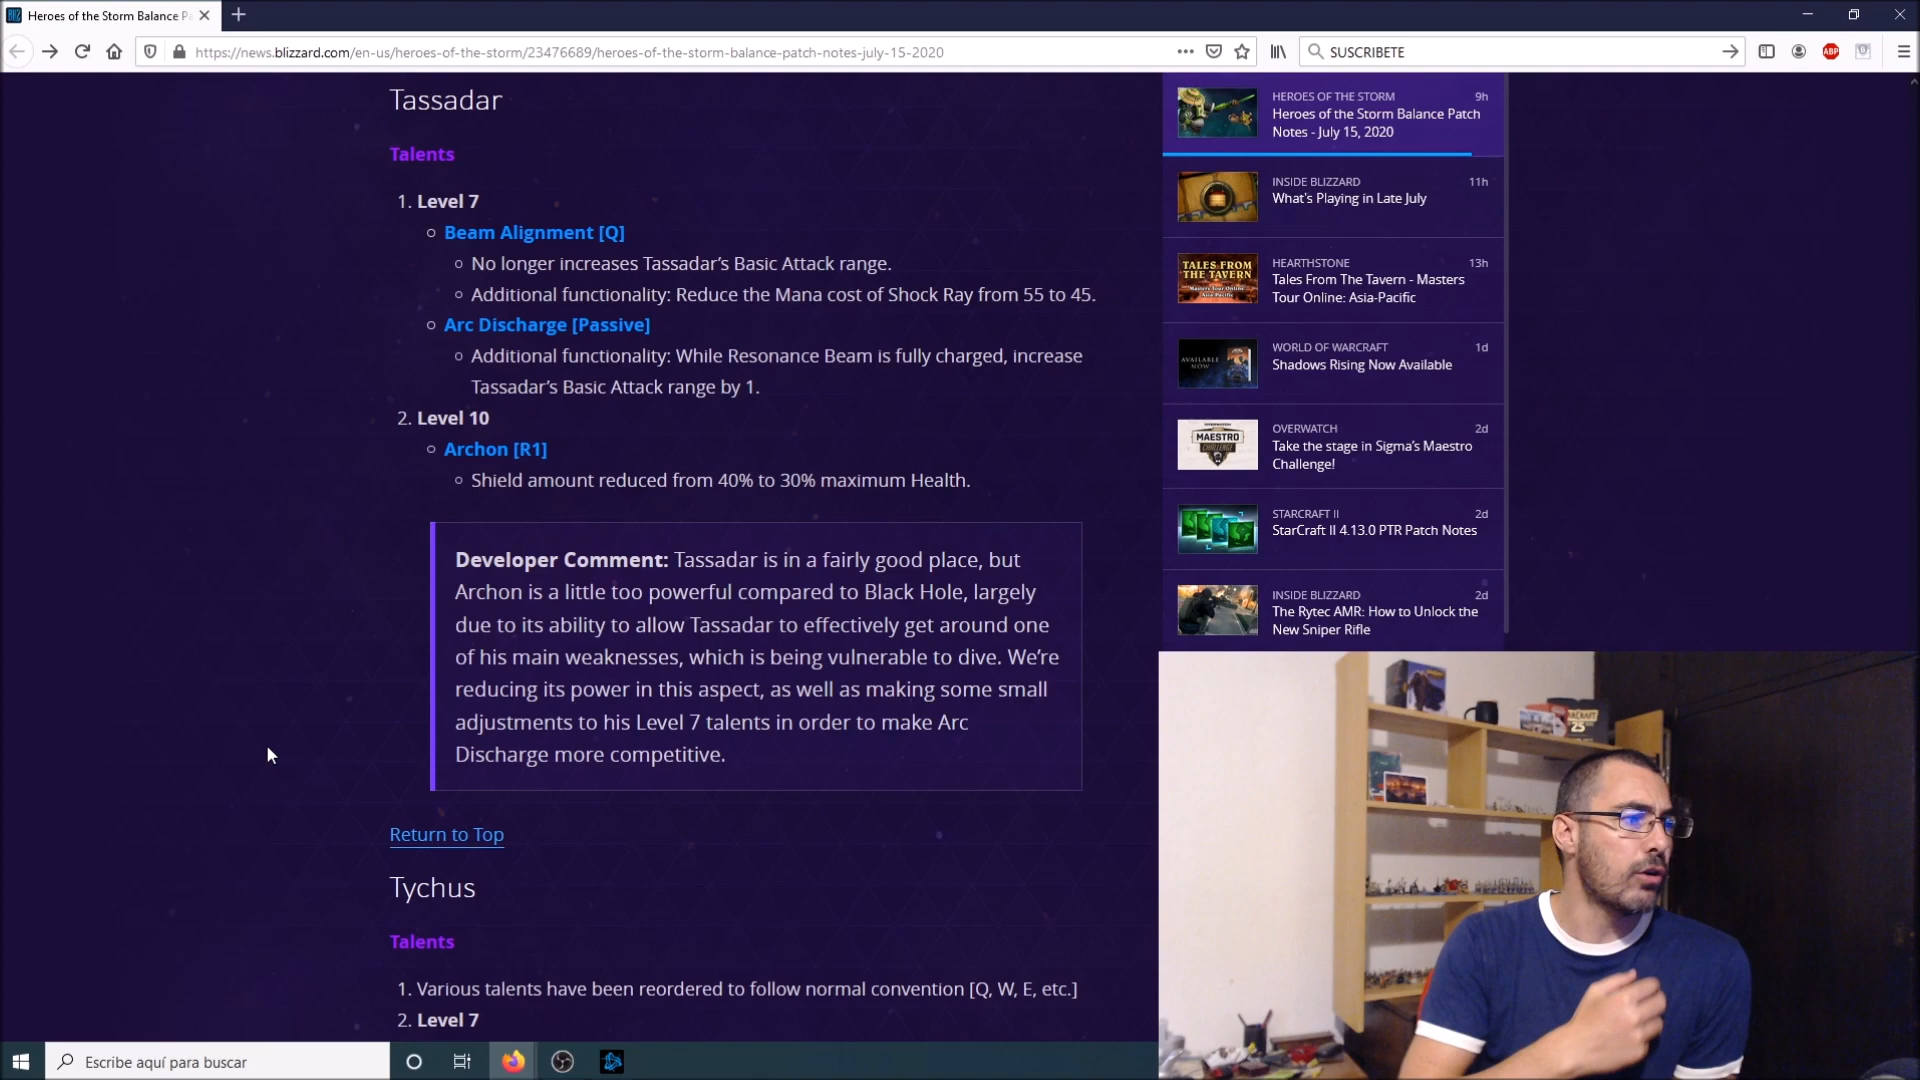 Heroes of the Storm Balance P
https://news.blizzard.com/en-us/heroes-of-the-storm/23476689/heroes-of-the-storm-balance-patch-notes-july-15-2020
SUSCRIBETE
ABP
Tassadar
Talents
1. Level 7
Beam Alignment [Q]
No longer increases Tassadar’s Basic Attack range.
Additional functionality: Reduce the Mana cost of Shock Ray from 55 to 45.
Arc Discharge [Passive]
Additional functionality: While Resonance Beam is fully charged, increase
Tassadar’s Basic Attack range by 1.
2. Level 10
Archon [R1]
Shield amount reduced from 40% to 30% maximum Health.
Developer Comment: Tassadar is in a fairly good place, but
Archon is a little too powerful compared to Black Hole, largely
due to its ability to allow Tassadar to effectively get around one
of his main weaknesses, which is being vulnerable to dive. We’re
reducing its power in this aspect, as well as making some small
adjustments to his Level 7 talents in order to make Arc
Discharge more competitive.
Return to Top
Tychus
Talents
1. Various talents have been reordered to follow normal convention [Q, W, E, etc.]
2. Level 7
HEROES OF THE STORM 9h
Heroes of the Storm Balance Patch
Notes - July 15, 2020
INSIDE BLIZZARD 11h
What's Playing in Late July
TALES FROM
THE TAVERN
HEARTHSTONE 13h
Tales From The Tavern - Masters
Tour Online: Asia-Pacific
AVAILABLE
NOW
WORLD OF WARCRAFT 1d
Shadows Rising Now Available
MAESTRO
CHALLENGE
OVERWATCH 2d
Take the stage in Sigma’s Maestro
Challenge!
STARCRAFT II 2d
StarCraft II 4.13.0 PTR Patch Notes
INSIDE BLIZZARD 2d
The Rytec AMR: How to Unlock the
New Sniper Rifle
Escribe aquí para buscar